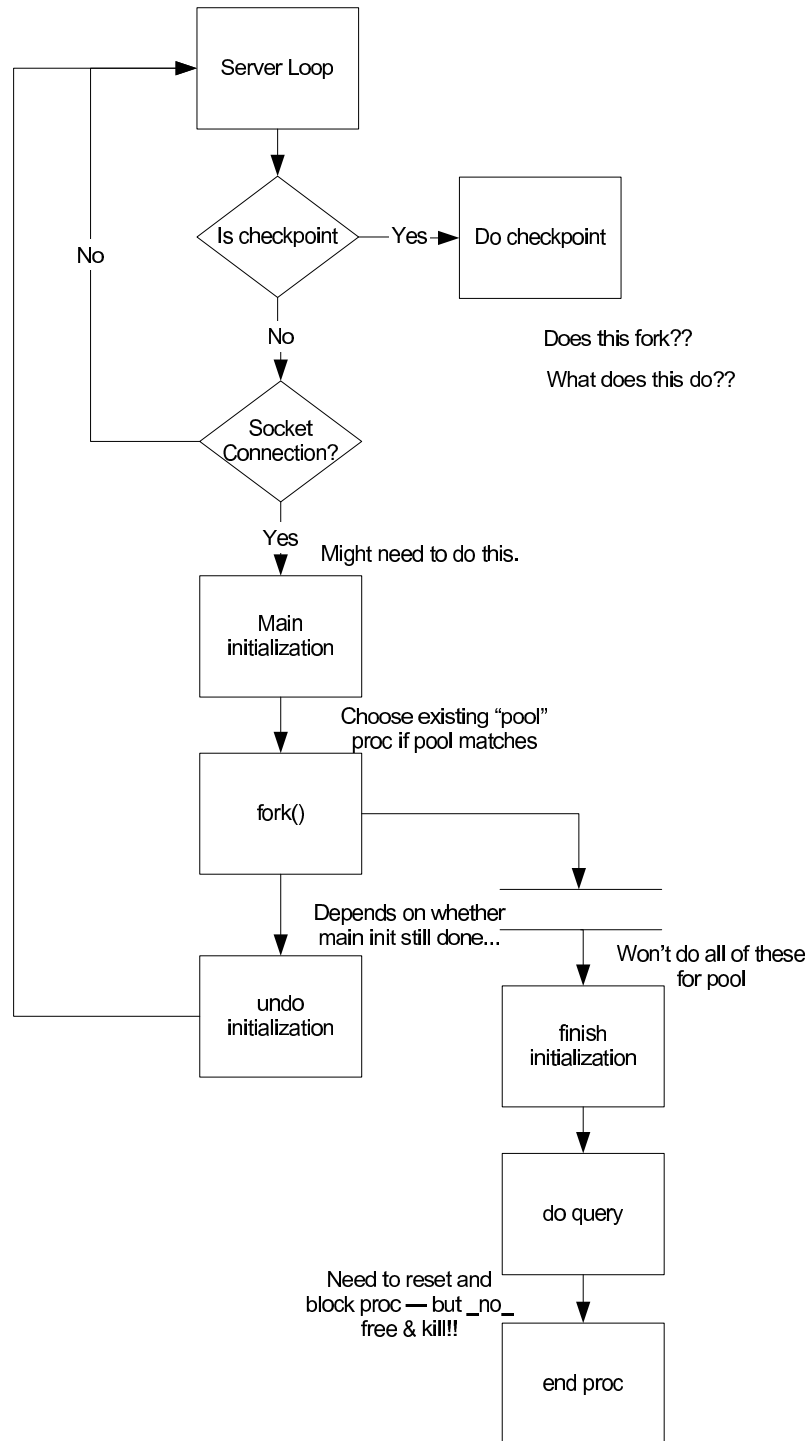 Server Loop
Is checkpoint
Yes
Do checkpoint
No
No
Does this fork??
What does this do??
Socket
Connection?
Yes
Might need to do this.
Main
initialization
Choose existing “pool”
proc if pool matches
fork()
Depends on whether
main init still done...
Won’t do all of these
for pool
undo
initialization
finish
initialization
do query
Need to reset and
block proc — but _no_
free & kill!!
end proc